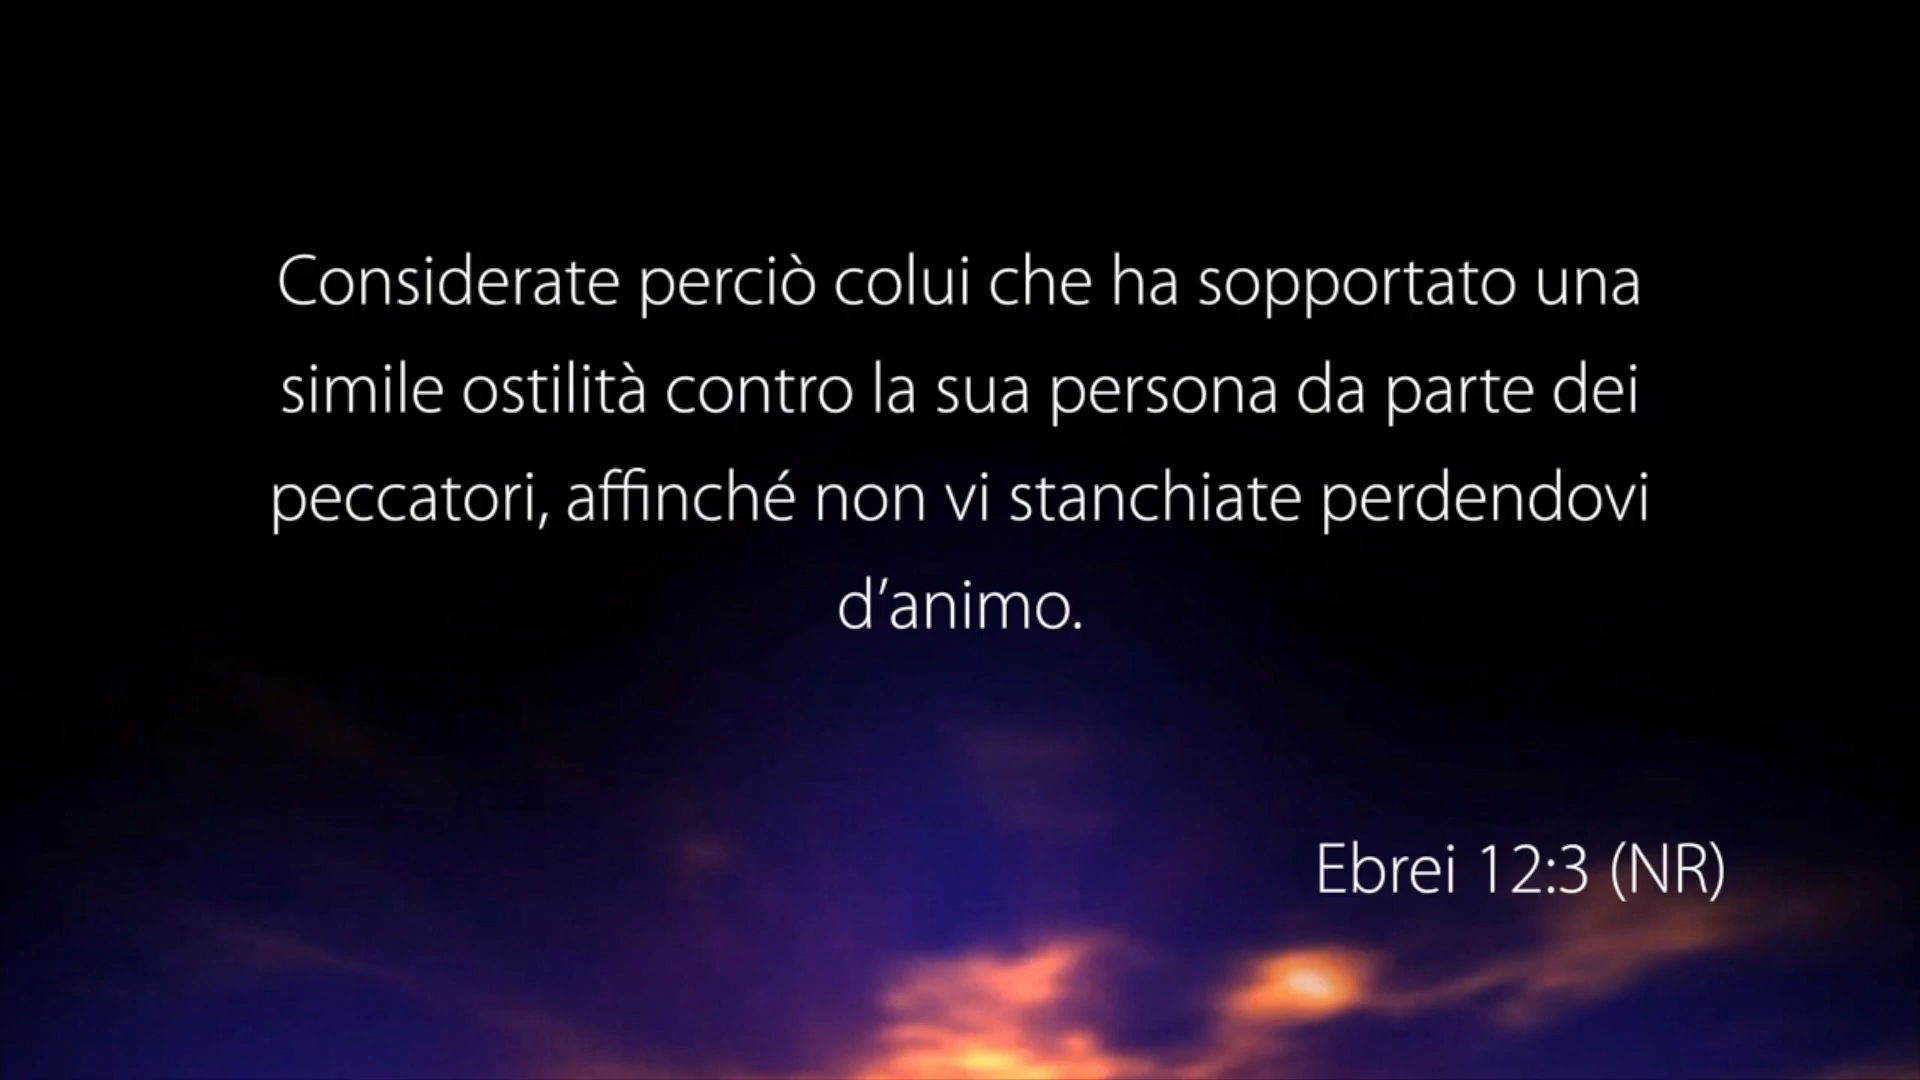 Considerate perciò colui che ha sopportato una
simile ostilità contro la sua persona da parte dei
peccatori, affinché non vi stanchiate perdendovi
d’animo.
Ebrei 12:3 (NR)